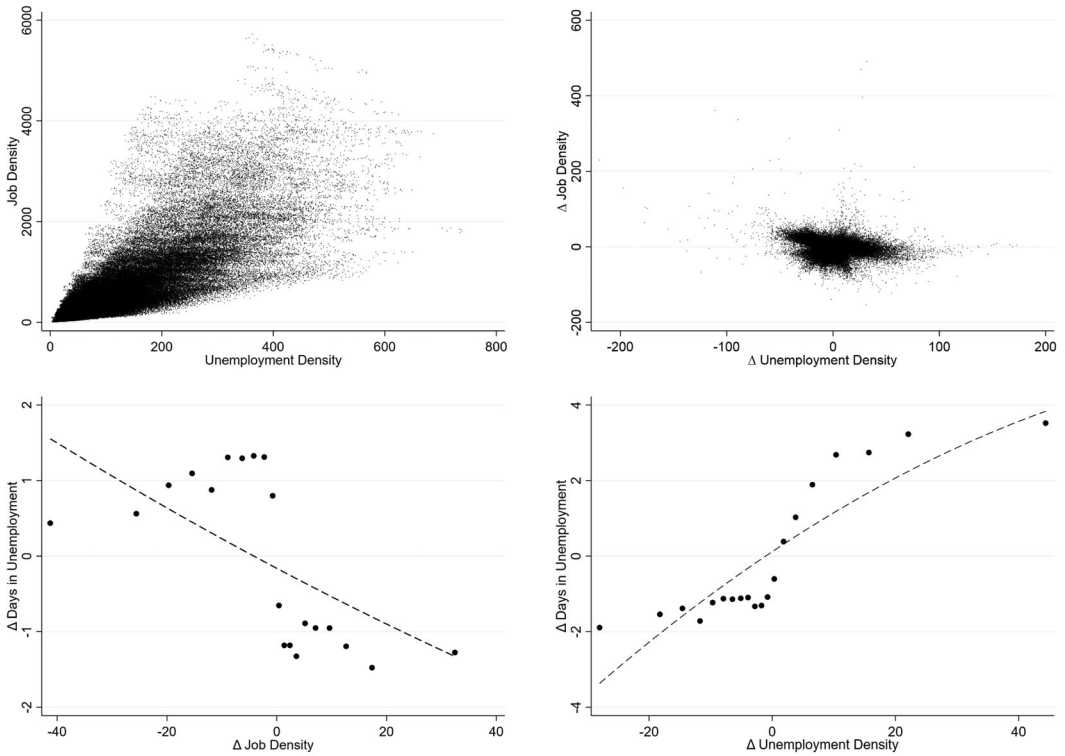 6000
4000
2000
0
Job Density
0 200 400 600 800
Unemployment Density
600
400
200
0
-200
Δ Job Density
-200 -100 0 100 200
Δ Unemployment Density
2
1
0
-1
-2
Δ Days in Unemployment
-40 -20 0 20 40
Δ Job Density
4
2
0
-2
-4
Δ Days in Unemployment
-20 0 20 40
Δ Unemployment Density